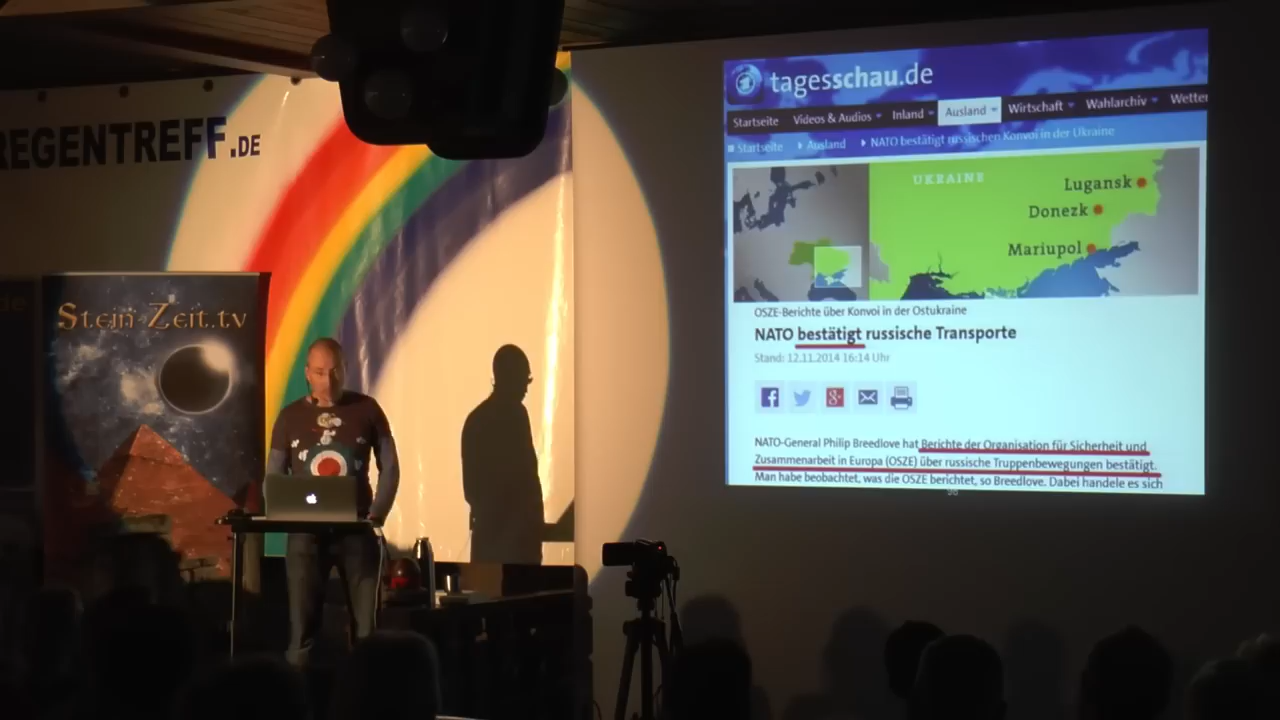 REGENTREFF.DE
Stein-Zeit.tv
tagesschau.de
Startseite Videos & Audios Inland Ausland Wirtschaft Wahlarchiv Wetter
Startseite Ausland NATO bestätigt russischen Konvoi in der Ukraine
UKRAINE
Lugansk
Donezk
Mariupol
OSZE-Berichte über Konvoi in der Ostukraine
NATO bestätigt russische Transporte
Stand: 12.11.2014 16:14 Uhr
NATO-General Philip Breedlove hat Berichte der Organisation für Sicherheit und
Zusammenarbeit in Europa (OSZE) über russische Truppenbewegungen bestätigt.
Man habe beobachtet, was die OSZE berichtet, so Breedlove. Dabei handele es sich